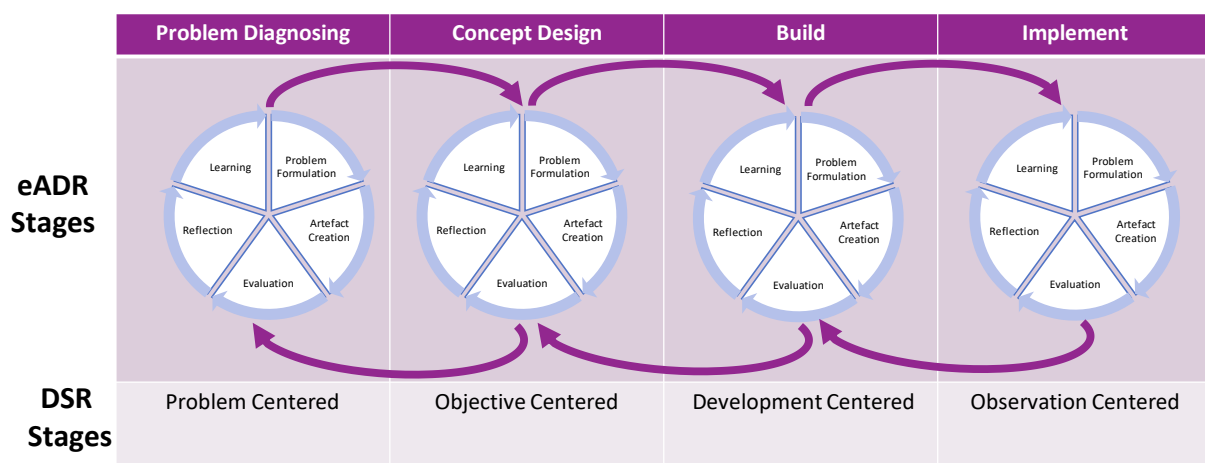 Problem Diagnosing
Concept Design
Build
Implement
eADR
Stages
Learning
Problem
Formulation
Artefact
Creation
Evaluation
Reflection
Learning
Problem
Formulation
Artefact
Creation
Evaluation
Reflection
Learning
Problem
Formulation
Artefact
Creation
Evaluation
Reflection
Learning
Problem
Formulation
Artefact
Creation
Evaluation
Reflection
DSR
Stages
Problem Centered
Objective Centered
Development Centered
Observation Centered